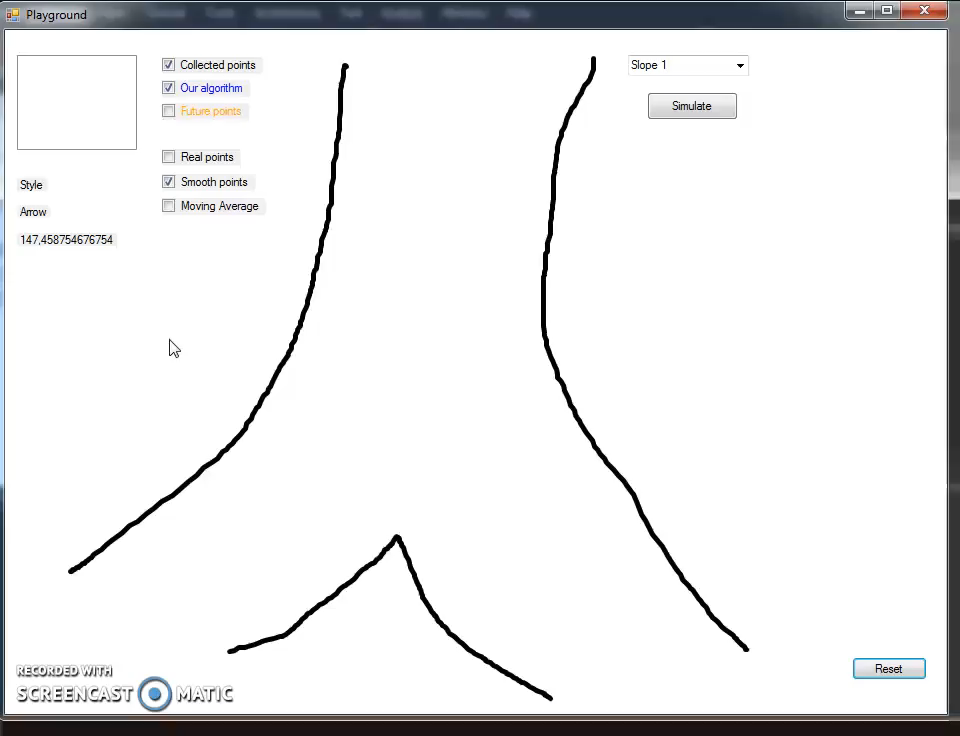 Playground
Collected points
Our algorithm
Future points
Real points
Smooth points
Moving Average
Style
Arrow
147,458754676754
Slope 1
Simulate
Reset
RECORDED WITH
SCREENCAST MATIC